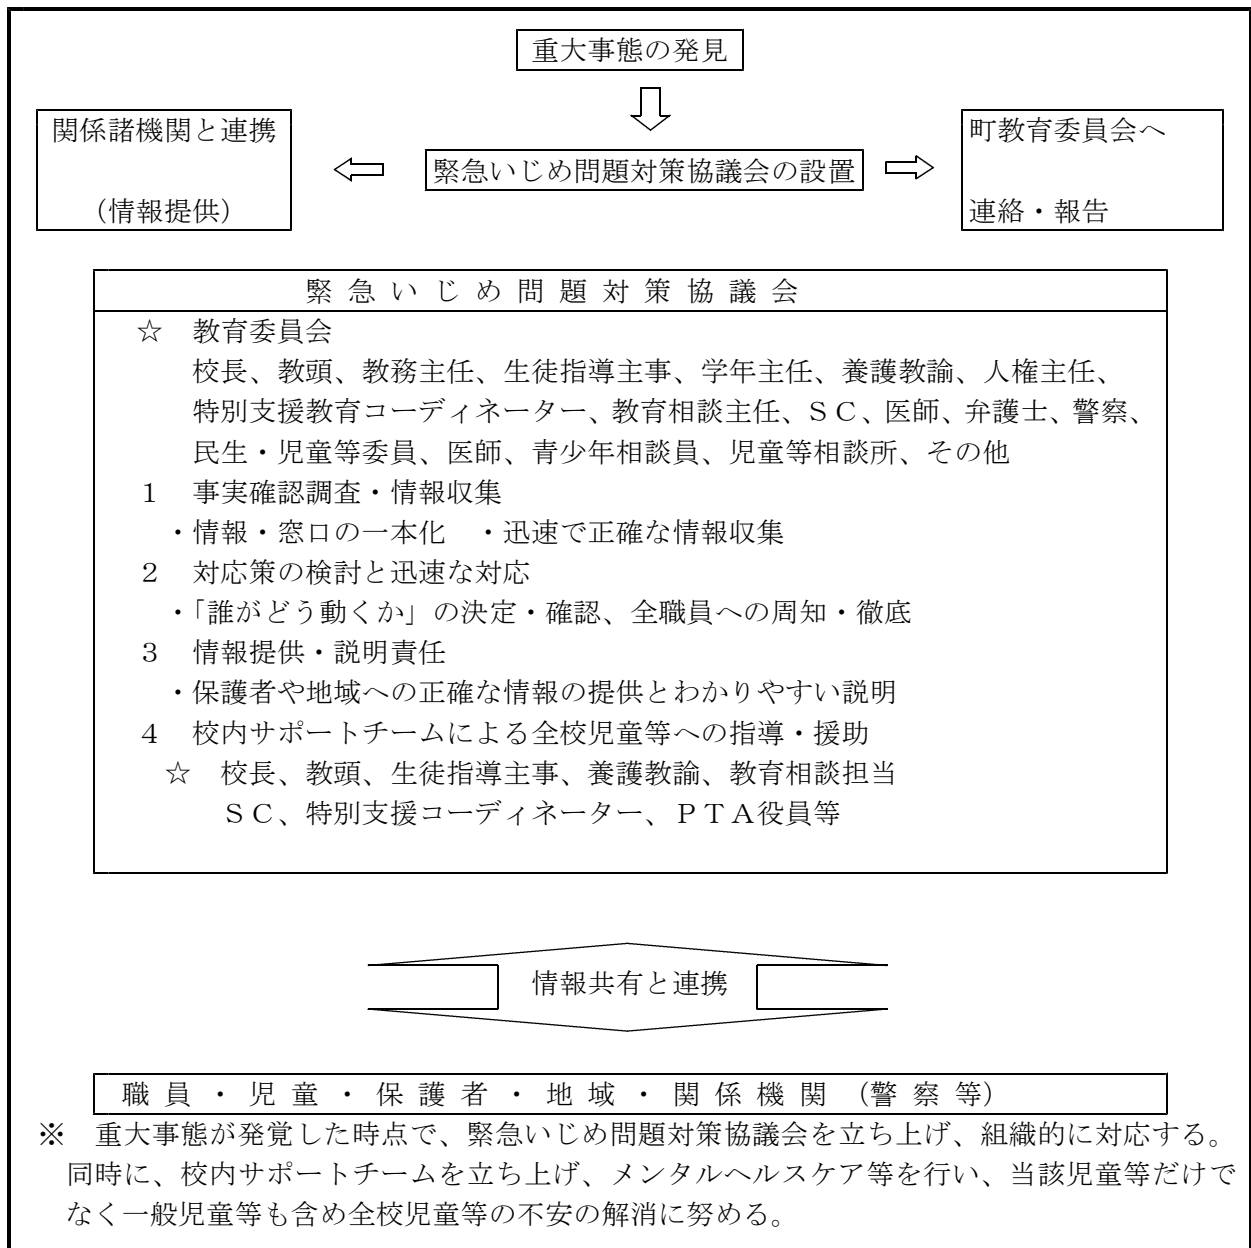 重大事態の発見
関係諸機関と連携
(情報提供)
緊急いじめ問題対策協議会の設置
町教育委員会へ
連絡・報告
緊急いじめ問題対策協議会
☆ 教育委員会
校長、教頭、教務主任、生徒指導主事、学年主任、養護教諭、人権主任、
特別支援教育コーディネーター、教育相談主任、SC、医師、弁護士、警察、
民生・児童等委員、医師、青少年相談員、児童等相談所、その他
1 事実確認調査・情報収集
・情報・窓口の一本化 ・迅速で正確な情報収集
2 対応策の検討と迅速な対応
・「誰がどう動くか」の決定・確認、全職員への周知・徹底
3 情報提供・説明責任
・保護者や地域への正確な情報の提供とわかりやすい説明
4 校内サポートチームによる全校児童等への指導・援助
☆ 校長、教頭、生徒指導主事、養護教諭、教育相談担当
SC、特別支援コーディネーター、PTA役員等
情報共有と連携
職員・児童・保護者・地域・関係機関(警察等)
※ 重大事態が発覚した時点で、緊急いじめ問題対策協議会を立ち上げ、組織的に対応する。
同時に、校内サポートチームを立ち上げ、メンタルヘルスケア等を行い、当該児童等だけで
なく一般児童等も含め全校児童等の不安の解消に努める。